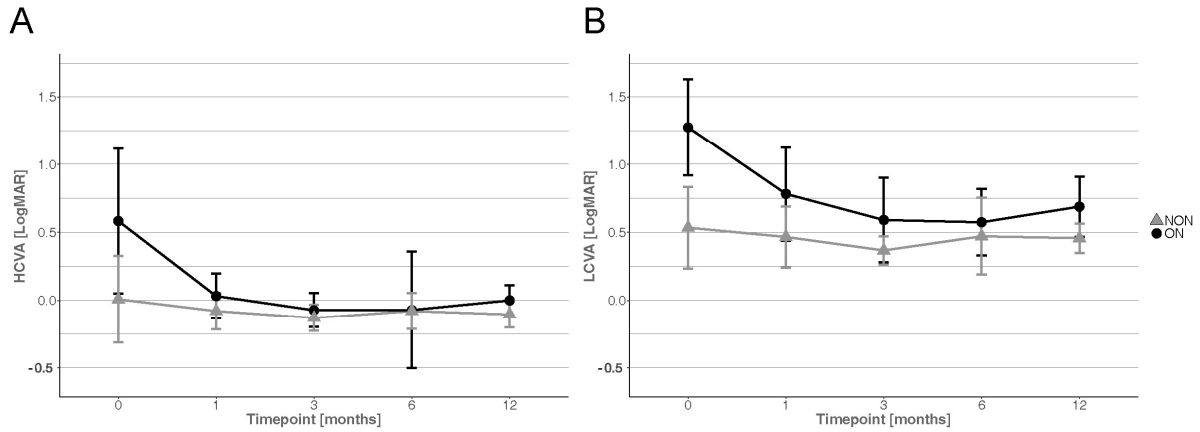 A
HCVA [LogMAR]
1.5
1.0
0.5
0.0
-0.5
0 1 3 6 12
Timepoint [months]
B
LCVA [LogMAR]
1.5
1.0
0.5
0.0
-0.5
0 1 3 6 12
Timepoint [months]
NON
ON